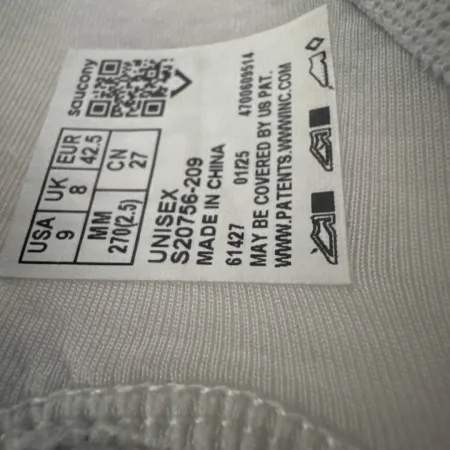 saucony
USA UK EUR
9 8 42.5
MM CN
270(2.5) 27
UNISEX
S20756-209
MADE IN CHINA
61427 01/25 4700689514
MAY BE COVERED BY US PAT.
WWW.PATENTS.WWWINC.COM